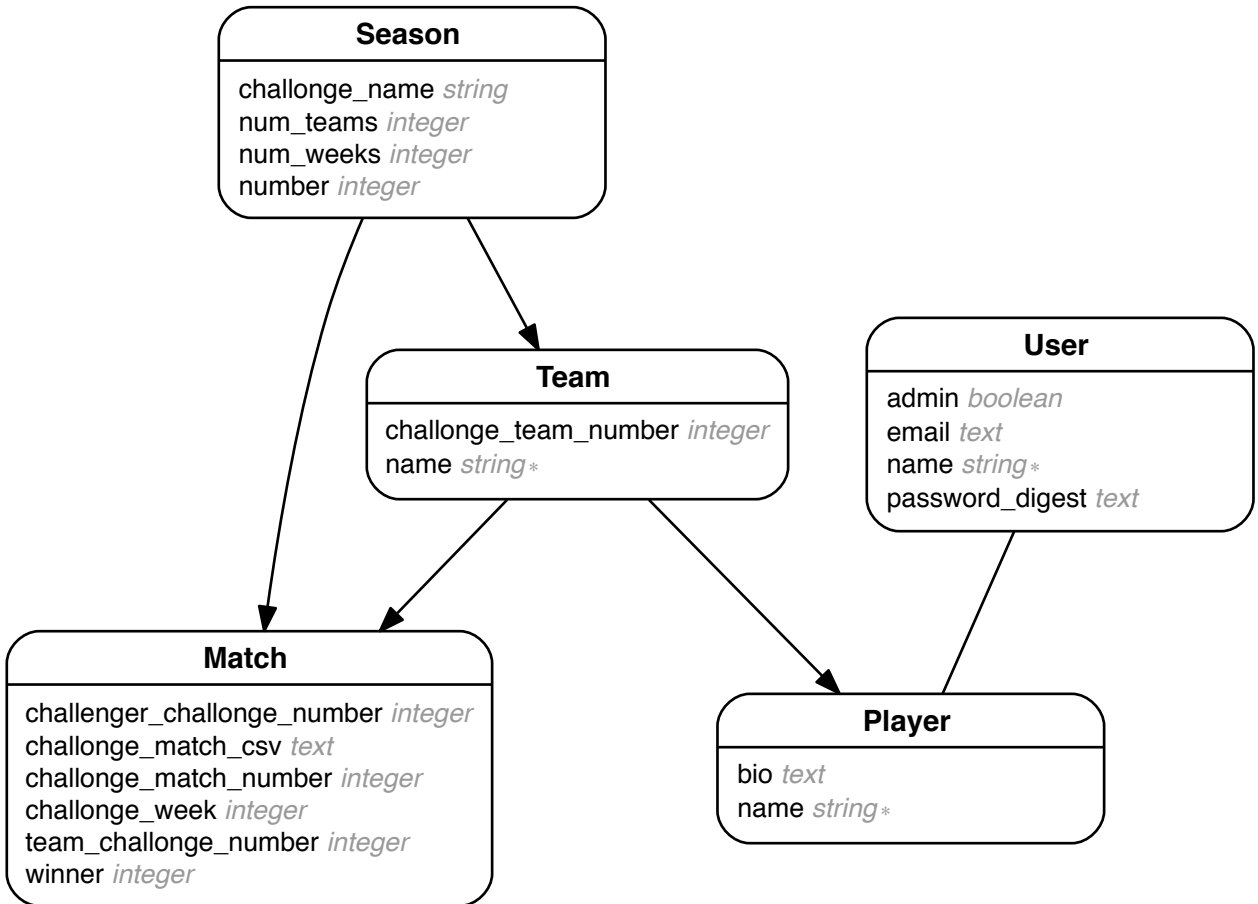 Season
challonge_name string
num_teams integer
num_weeks integer
number integer
Team
challonge_team_number integer
name string*
User
admin boolean
email text
name string*
password_digest text
Match
challenger_challonge_number integer
challonge_match_csv text
challonge_match_number integer
challonge_week integer
team_challonge_number integer
winner integer
Player
bio text
name string*